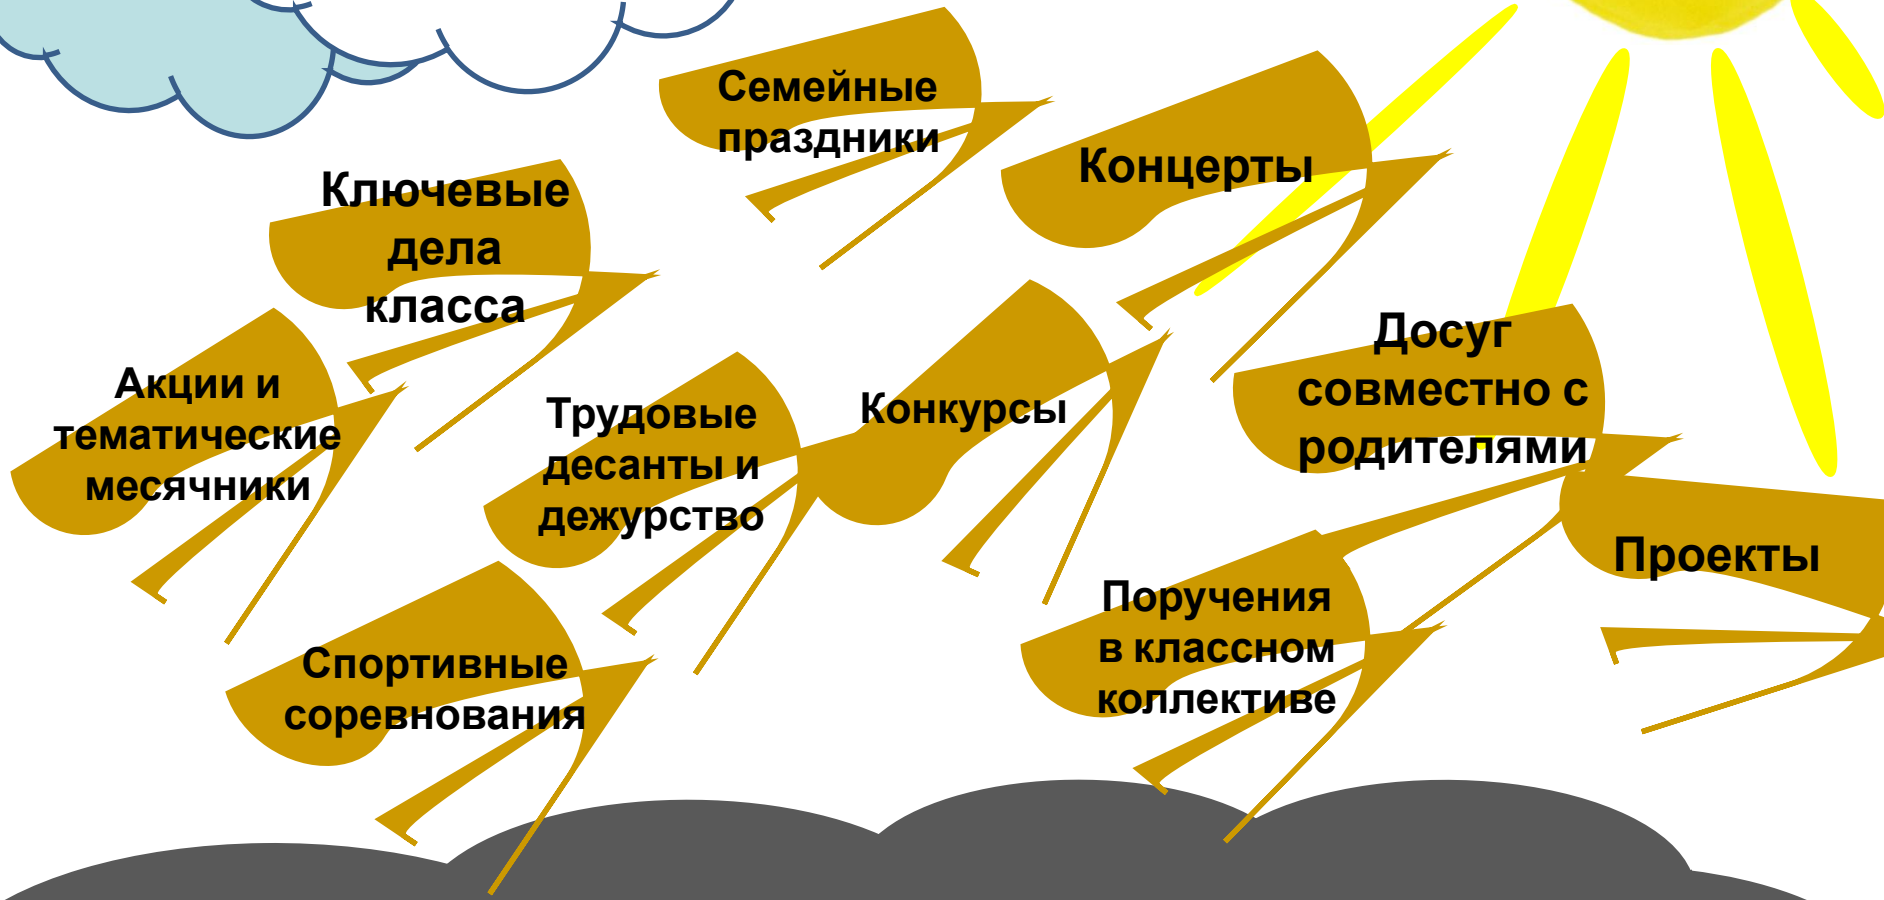 Семейные
праздники
Концерты
Ключевые
дела
класса
Досуг
совместно с
родителями
Акции и
тематические
месячники
Трудовые
десанты и
дежурство
Конкурсы
Проекты
Поручения
в классном
коллективе
Спортивные
соревнования